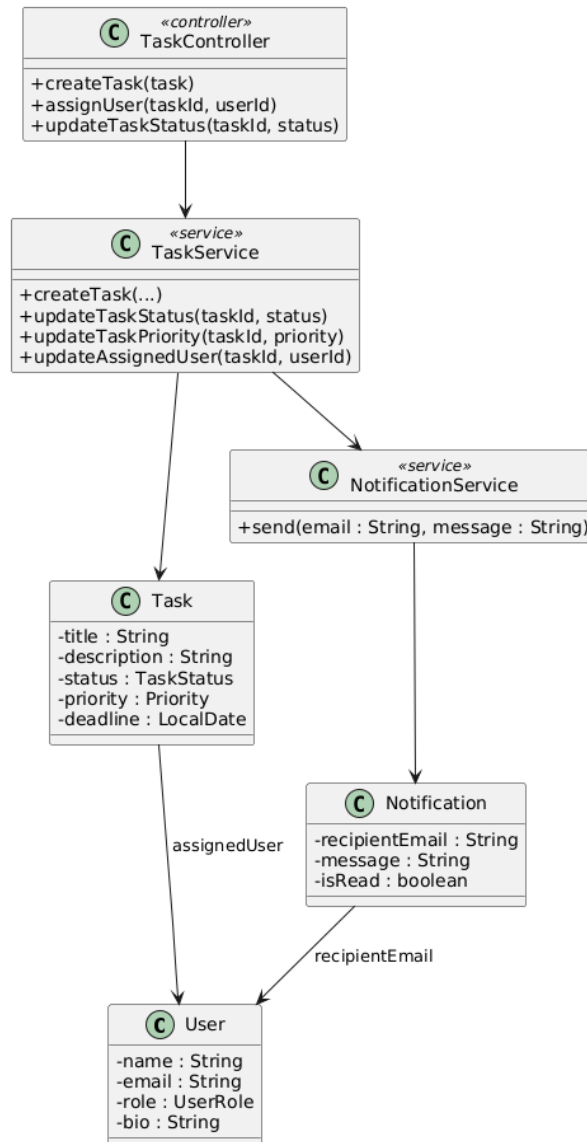 C
«controller»
TaskController
+createTask(task)
+assignUser(taskId, userId)
+updateTaskStatus(taskId, status)
C
«service»
TaskService
+createTask(...)
+updateTaskStatus(taskId, status)
+updateTaskPriority(taskId, priority)
+updateAssignedUser(taskId, userId)
C
«service»
NotificationService
+send(email : String, message : String)
C Task
-title : String
-description : String
-status : TaskStatus
-priority : Priority
-deadline : LocalDate
C Notification
-recipientEmail : String
-message : String
-isRead : boolean
assignedUser
recipientEmail
C User
-name : String
-email : String
-role : UserRole
-bio : String